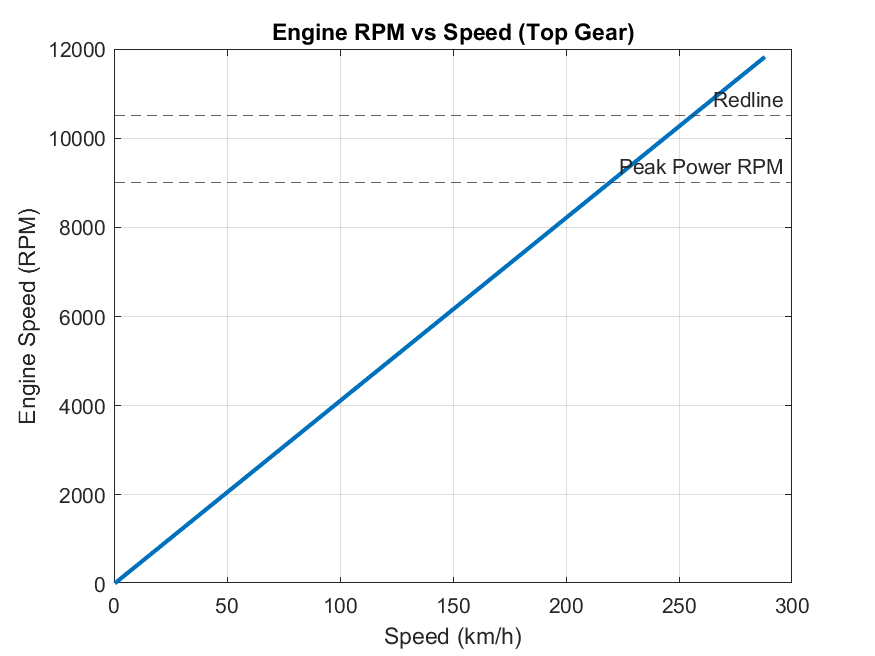 Engine RPM vs Speed (Top Gear)
12000
Redline
10000
Peak Power RPM
8000
6000
4000
2000
0
Engine Speed (RPM)
0 50 100 150 200 250 300
Speed (km/h)